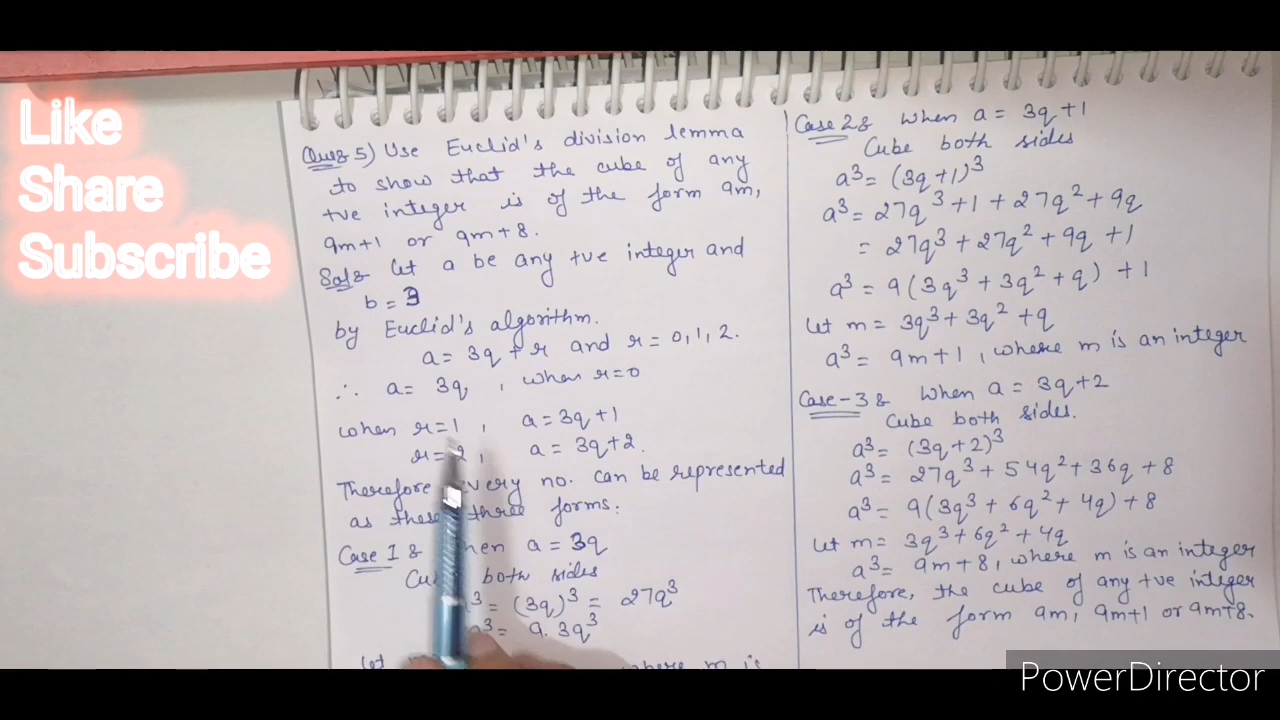 Like
Share
Subscribe
Ques 5) Use Euclid's division lemma
to show that the cube of any
+ve integer is of the form 9m,
9m+1 or 9m+8.
Sol: let a be any +ve integer and
b = 3
by Euclid's algorithm.
a = 3q + r and r = 0, 1, 2.
∴ a = 3q , when r=0
when r=1 , a = 3q+1
r=2, a = 3q+2.
Therefore every no. can be represented
as these three forms.
Case I: when a = 3q
Cube both sides
a³ = (3q)³ = 27q³
a³ = 9.3q³
let where m is
Case 2: when a = 3q+1
Cube both sides
a³ = (3q+1)³
a³ = 27q³+1+27q²+9q
= 27q³+27q²+9q+1
a³ = 9(3q³+3q²+q)+1
let m = 3q³+3q²+q
a³ = 9m+1, where m is an integer
Case-3: when a = 3q+2
Cube both sides.
a³ = (3q+2)³
a³ = 27q³+54q²+36q+8
a³ = 9(3q³+6q²+4q)+8
let m = 3q³+6q²+4q
a³ = 9m+8, where m is an integer
Therefore, the cube of any +ve integer
is of the form 9m, 9m+1 or 9m+8.
PowerDirector